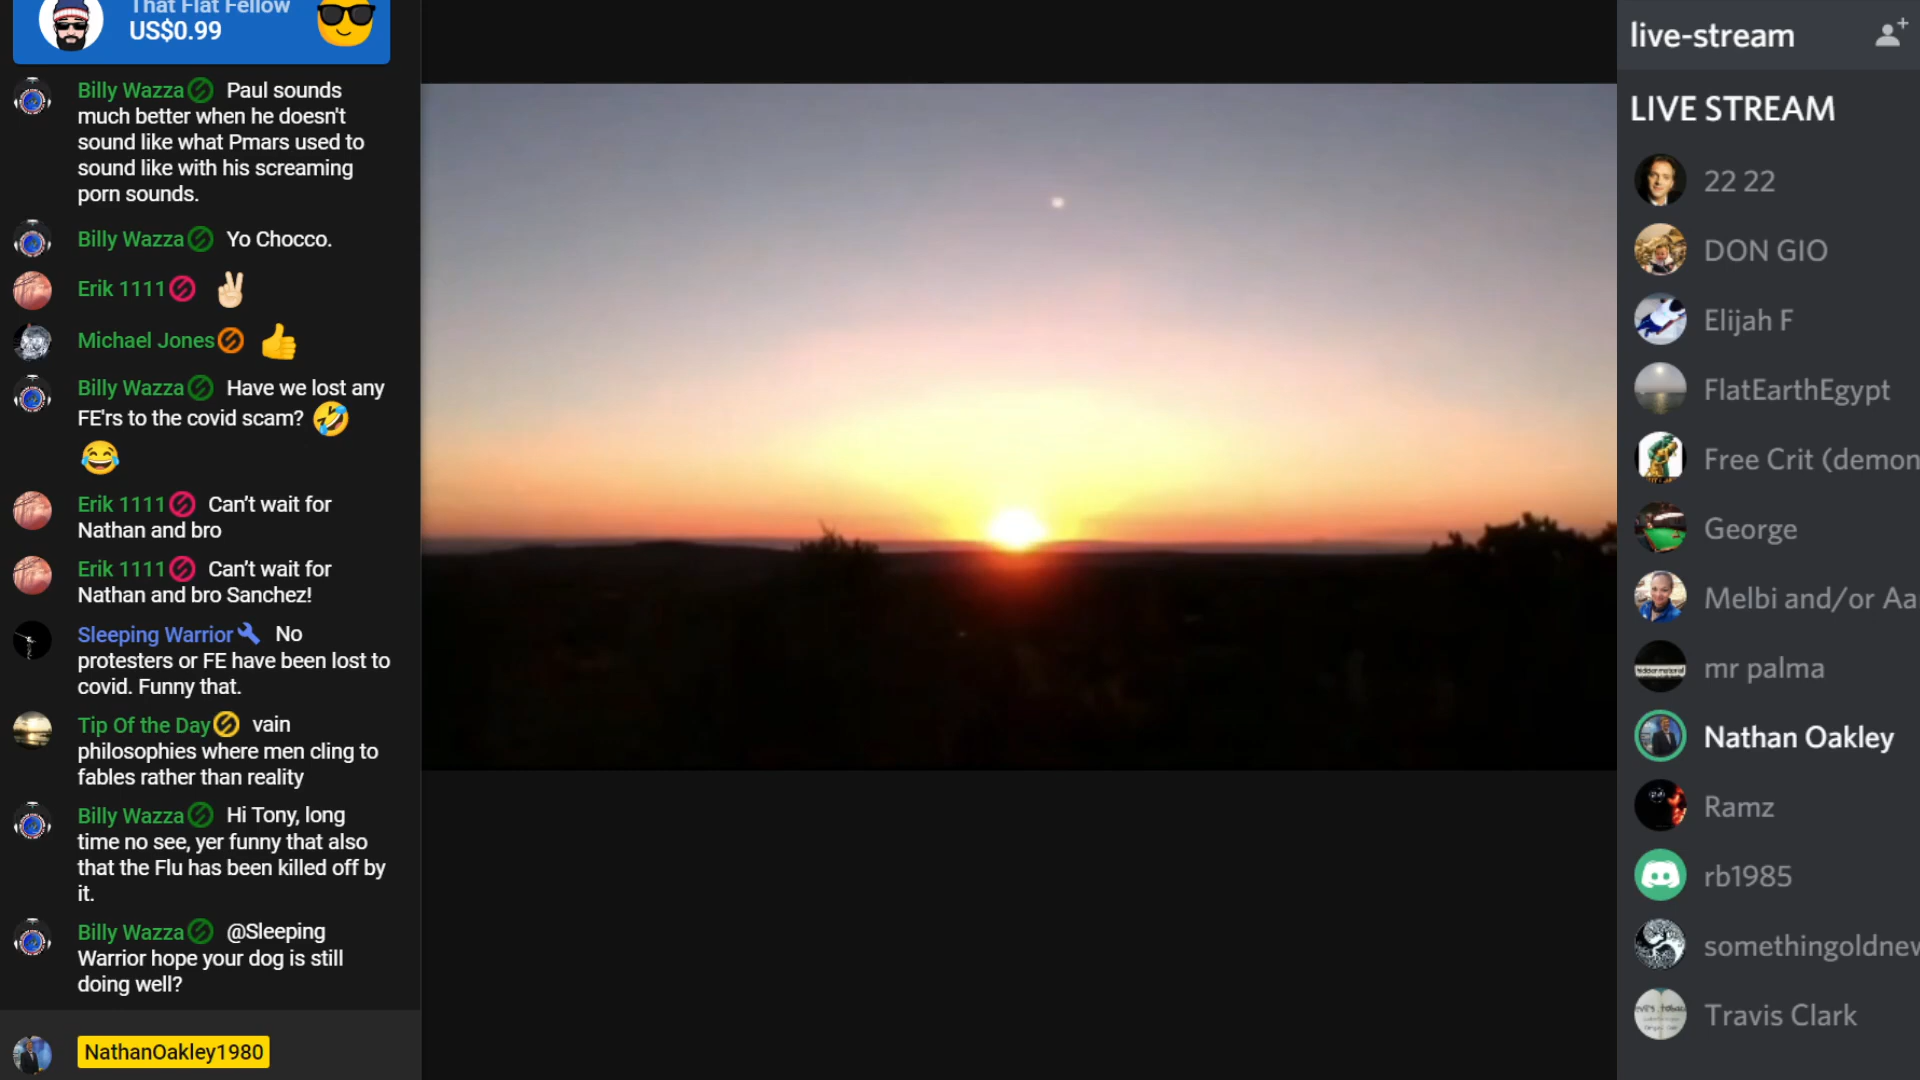 That Flat Fellow
US$0.99
Billy Wazza Paul sounds
much better when he doesn't
sound like what Pmars used to
sound like with his screaming
porn sounds.
Billy Wazza Yo Chocco.
Erik 1111
Michael Jones
Billy Wazza Have we lost any
FE'rs to the covid scam?
Erik 1111 Can’t wait for
Nathan and bro
Erik 1111 Can’t wait for
Nathan and bro Sanchez!
Sleeping Warrior No
protesters or FE have been lost to
covid. Funny that.
Tip Of the Day vain
philosophies where men cling to
fables rather than reality
Billy Wazza Hi Tony, long
time no see, yer funny that also
that the Flu has been killed off by
it.
Billy Wazza @Sleeping
Warrior hope your dog is still
doing well?
NathanOakley1980
live-stream
LIVE STREAM
22 22
DON GIO
Elijah F
FlatEarthEgypt
Free Crit (demon
George
Melbi and/or Aa
mr palma
Nathan Oakley
Ramz
rb1985
somethingoldnew
Travis Clark